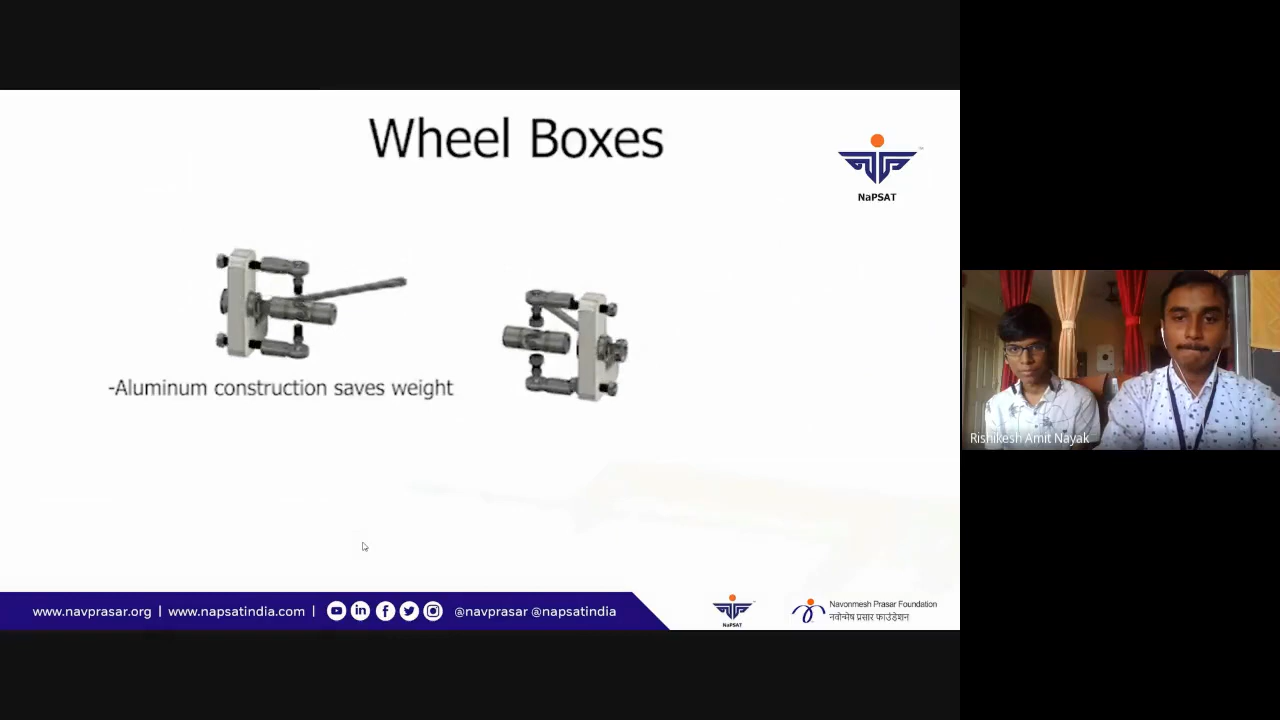 Wheel Boxes
NaPSAT
-Aluminum construction saves weight
Rishikesh Amit Nayak
www.navprasar.org | www.napsatindia.com |
@navprasar @napsatindia
NaPSAT
Navonmesh Prasar Foundation
नवोन्मेष प्रसार फाउंडेशन